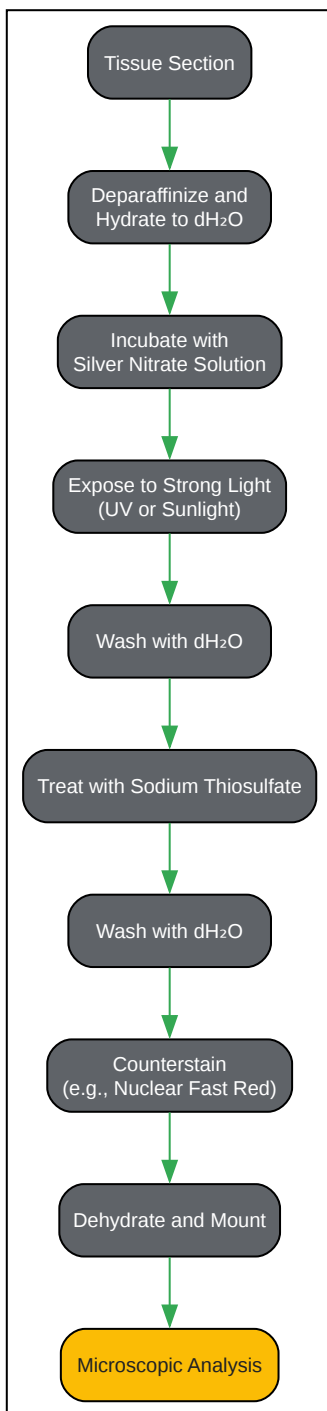 Tissue Section
Deparaffinize and
Hydrate to dH₂O
Incubate with
Silver Nitrate Solution
Expose to Strong Light
(UV or Sunlight)
Wash with dH₂O
Treat with Sodium Thiosulfate
Wash with dH₂O
Counterstain
(e.g., Nuclear Fast Red)
Dehydrate and Mount
Microscopic Analysis